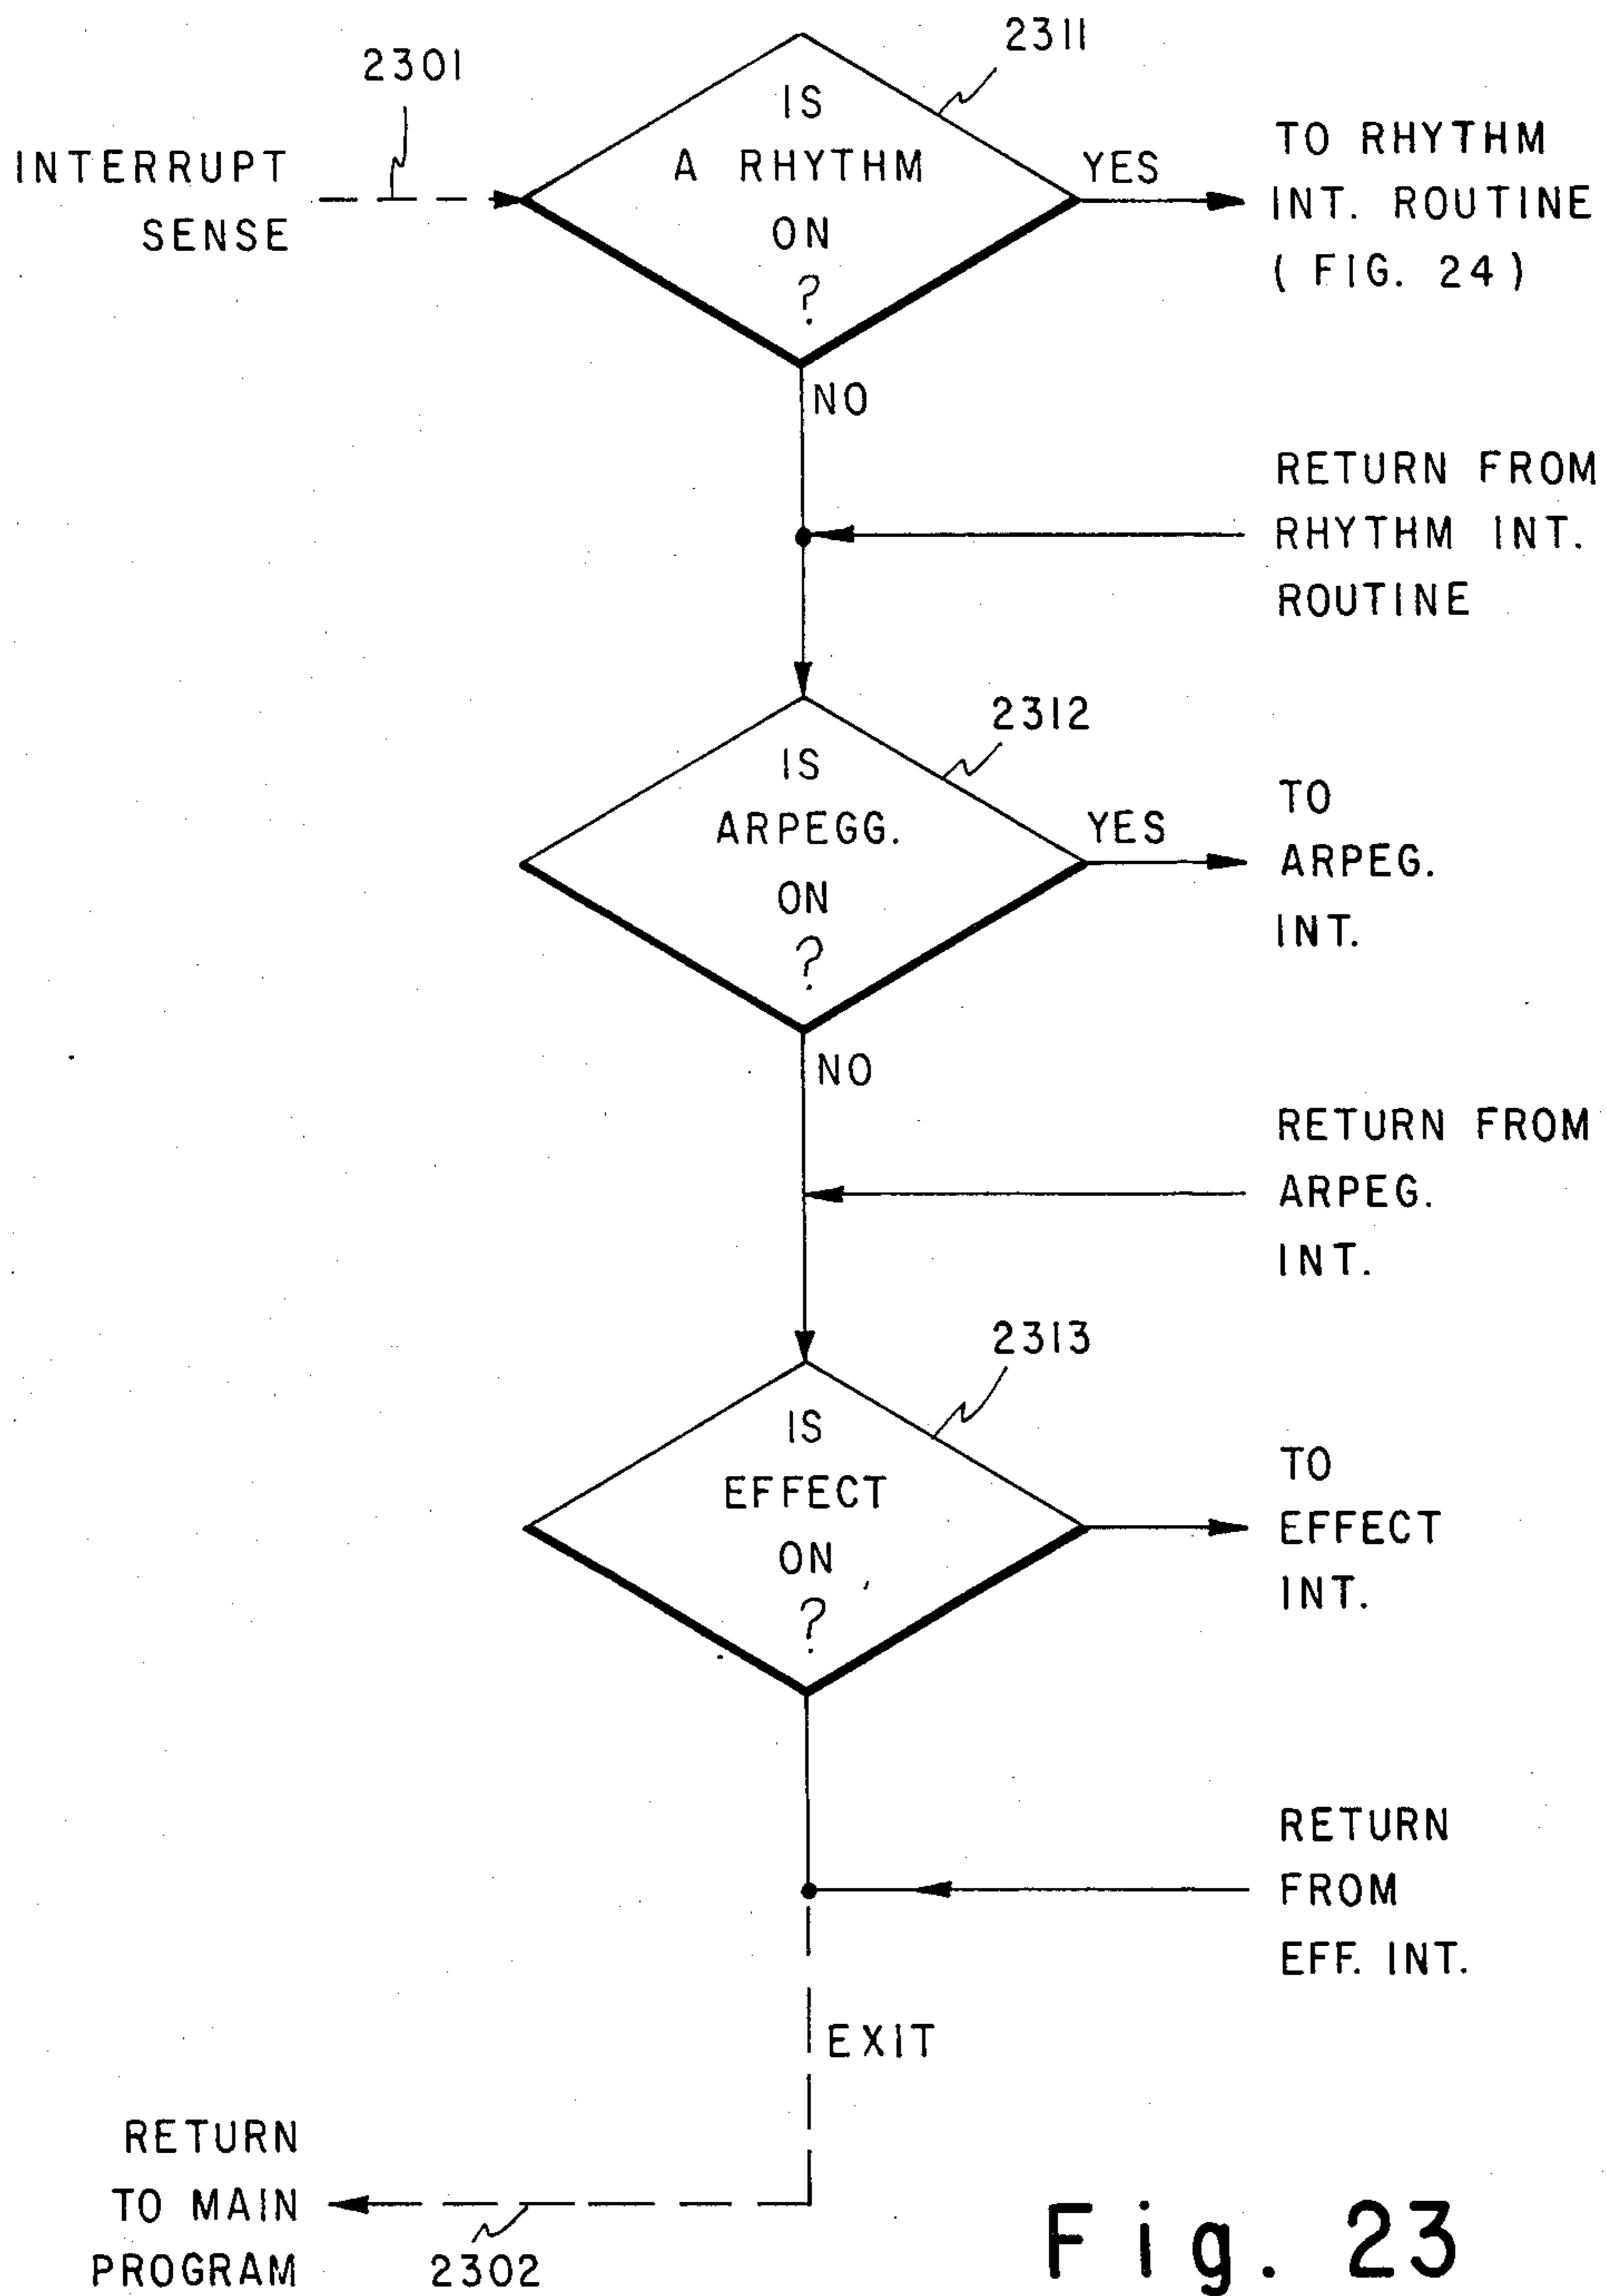 2311
2301
IS
A RHYTHM
ON
?
INTERRUPT
SENSE
YES
TO RHYTHM
INT. ROUTINE
( FIG. 24 )
NO
RETURN FROM
RHYTHM INT.
ROUTINE
2312
IS
ARPEGG.
ON
?
YES
TO
ARPEG.
INT.
NO
RETURN FROM
ARPEG.
INT.
2313
IS
EFFECT
ON
?
TO
EFFECT
INT.
RETURN
FROM
EFF. INT.
EXIT
RETURN
TO MAIN
PROGRAM
2302
Fig. 23